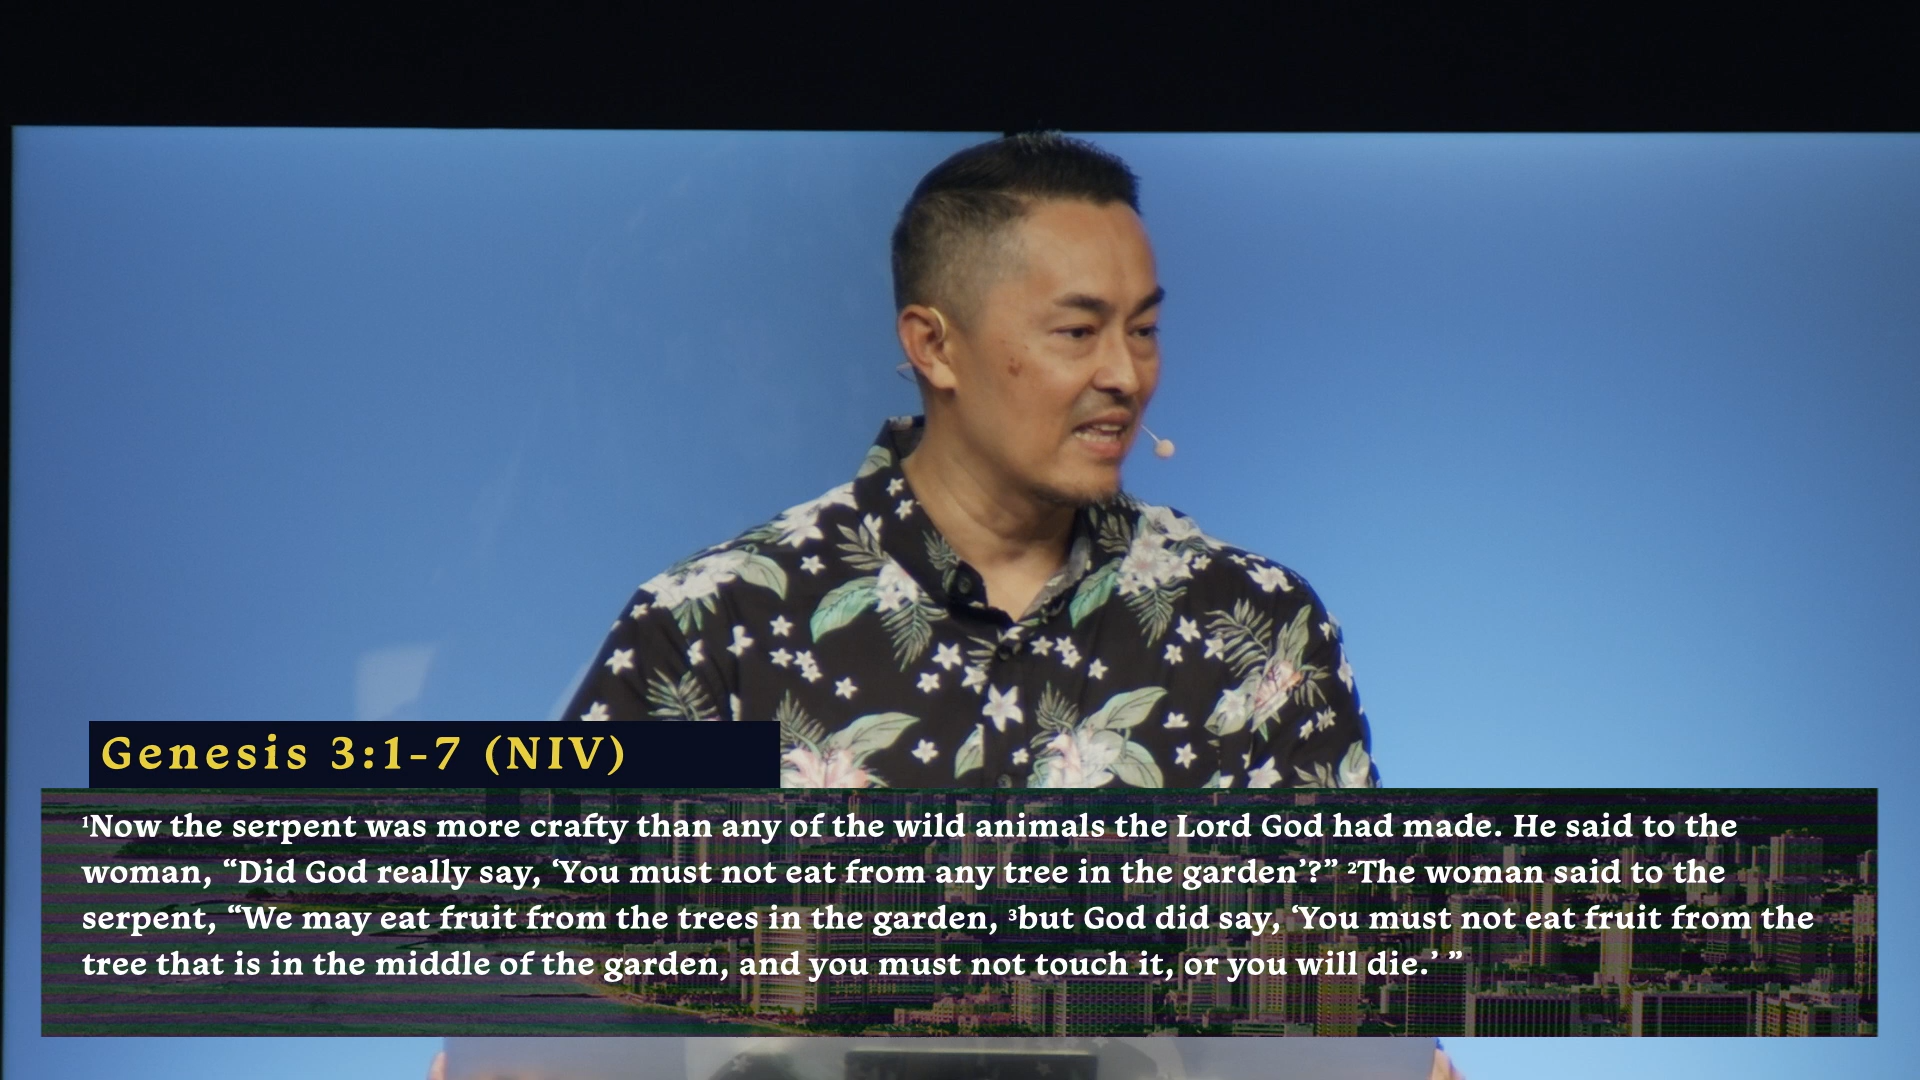 Genesis 3:1-7 (NIV)
¹Now the serpent was more crafty than any of the wild animals the Lord God had made. He said to the
woman, “Did God really say, ‘You must not eat from any tree in the garden’?” ²The woman said to the
serpent, “We may eat fruit from the trees in the garden, ³but God did say, ‘You must not eat fruit from the
tree that is in the middle of the garden, and you must not touch it, or you will die.’ ”